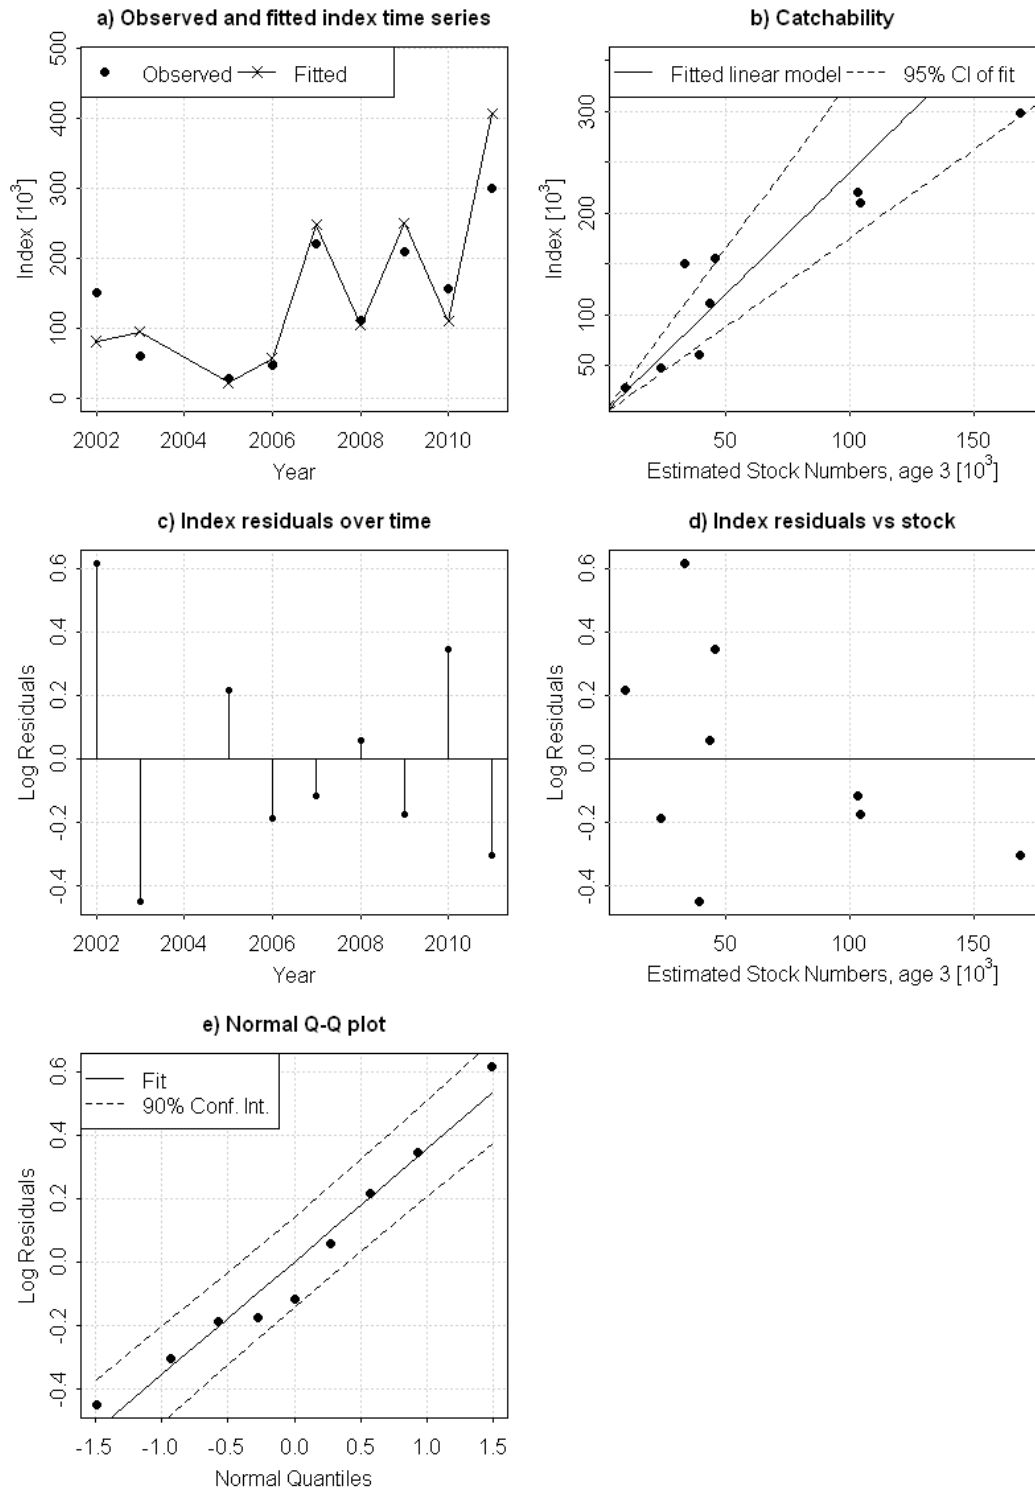 a) Observed and fitted index time series
Observed Fitted
500
400
300
200
100
0
Index [10³]
2002 2004 2006 2008 2010
Year
b) Catchability
Fitted linear model 95% CI of fit
300
200
100
50
Index [10³]
50 100 150
Estimated Stock Numbers, age 3 [10³]
c) Index residuals over time
0.6
0.4
0.2
0.0
-0.2
-0.4
Log Residuals
2002 2004 2006 2008 2010
Year
d) Index residuals vs stock
0.6
0.4
0.2
0.0
-0.2
-0.4
Log Residuals
50 100 150
Estimated Stock Numbers, age 3 [10³]
e) Normal Q-Q plot
Fit
90% Conf. Int.
0.6
0.4
0.2
0.0
-0.2
-0.4
Log Residuals
-1.5 -1.0 -0.5 0.0 0.5 1.0 1.5
Normal Quantiles